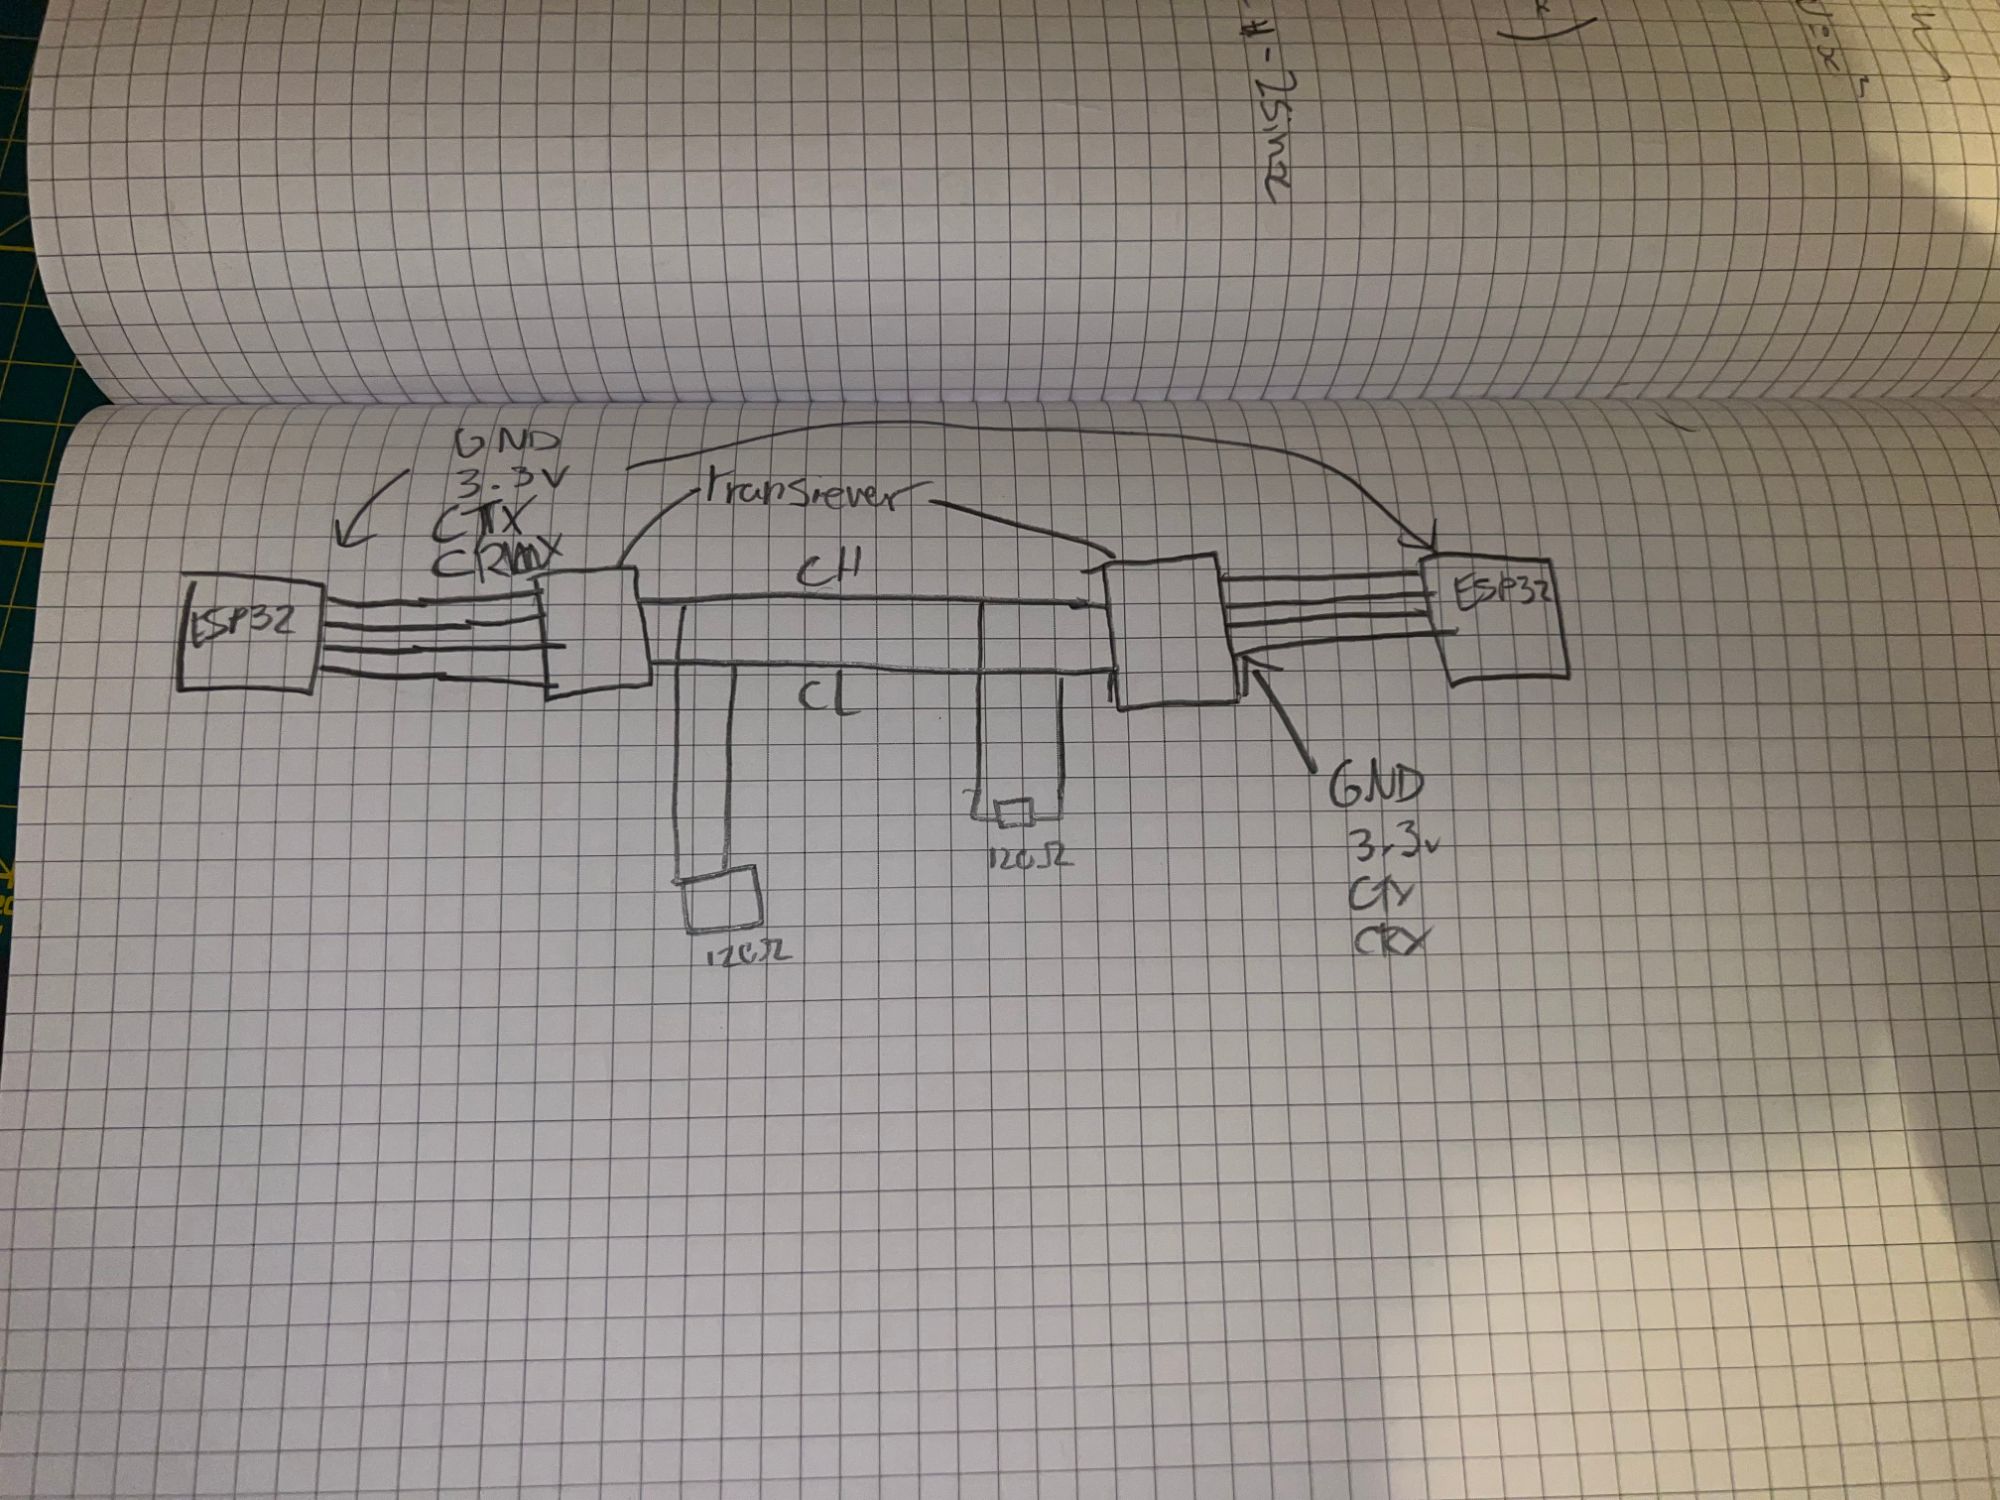 GND
3.3V
CTX
CRX
transiever
CH
ESP32
ESP32
CL
GND
3.3v
CTX
CRX
120Ω
120Ω